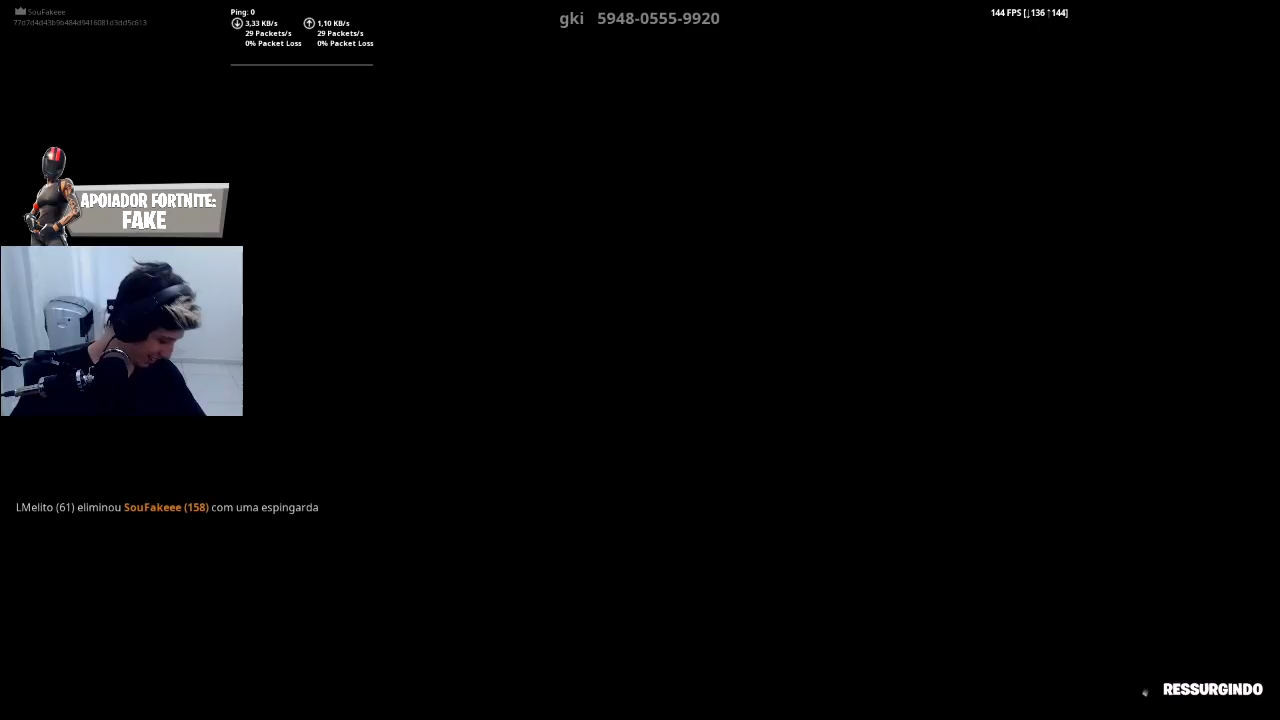 SouFakeee
77d7d4d43b9b484d9416081d3dd5c613
Ping: 0
3,33 KB/s 1,10 KB/s
29 Packets/s 29 Packets/s
0% Packet Loss 0% Packet Loss
gki 5948-0555-9920
144 FPS [↓136 ↑144]
APOIADOR FORTNITE:
FAKE
LMelito (61) eliminou SouFakeee (158) com uma espingarda
RESSURGINDO